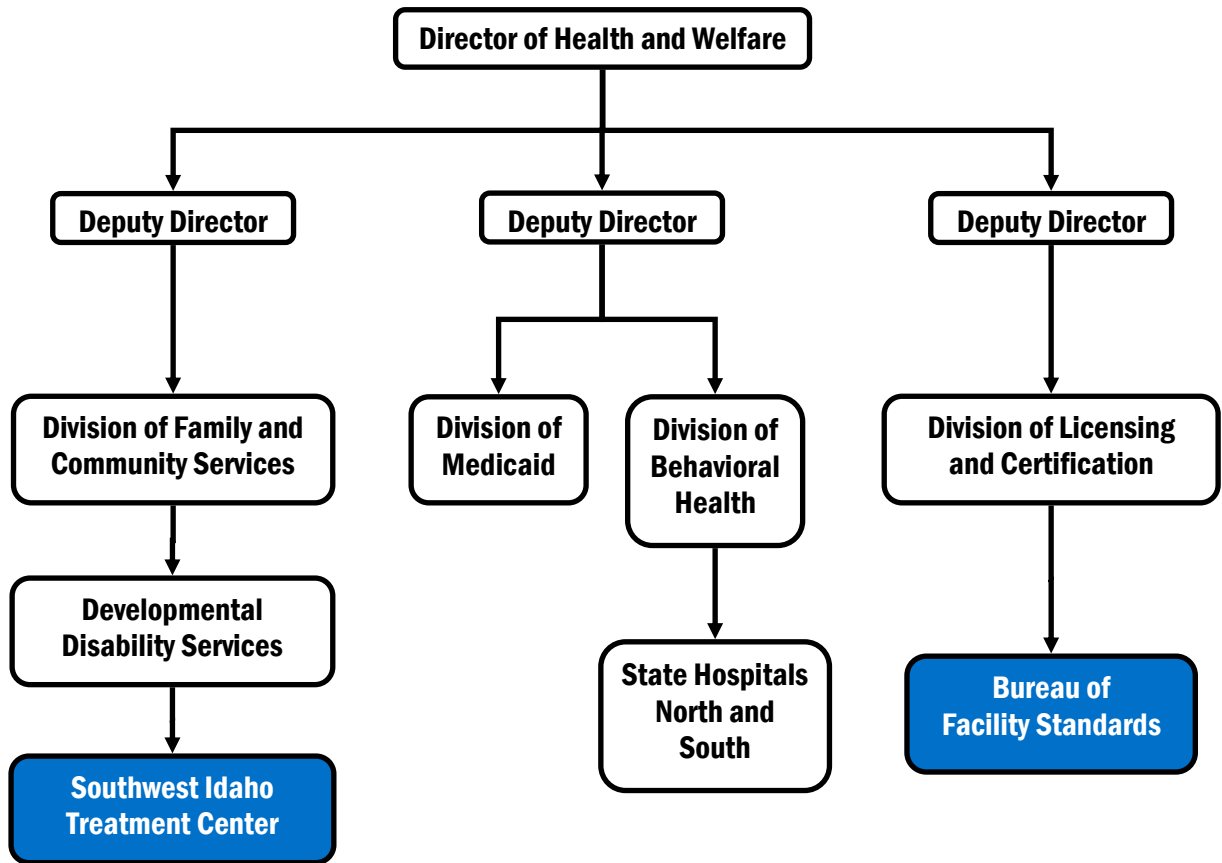 Director of Health and Welfare
Deputy Director
Deputy Director
Deputy Director
Division of Family and
Community Services
Division of
Medicaid
Division of
Behavioral
Health
Division of Licensing
and Certification
Developmental
Disability Services
State Hospitals
North and
South
Bureau of
Facility Standards
Southwest Idaho
Treatment Center